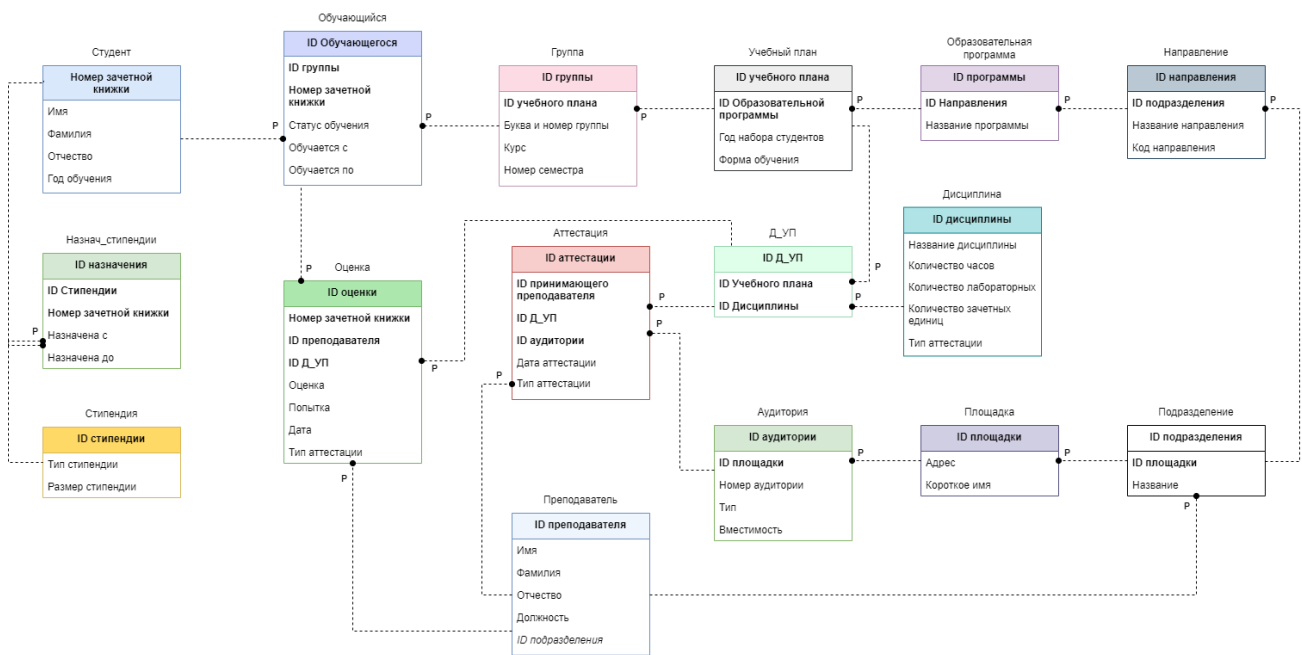 Обучающийся
ID Обучающегося
ID группы
Номер зачетной
книжки
Статус обучения
Обучается с
Обучается по
Студент
Номер зачетной
книжки
Имя
Фамилия
Отчество
Год обучения
Группа
ID группы
ID учебного плана
Буква и номер группы
Курс
Номер семестра
Учебный план
ID учебного плана
ID Образовательной
программы
Год набора студентов
Форма обучения
Образовательная
программа
ID программы
ID Направления
Название программы
Направление
ID направления
ID подразделения
Название направления
Код направления
P
P
P
P
P
P
Назнач_стипендии
ID назначения
ID Стипендии
Номер зачетной книжки
Назначена с
Назначена до
P
Оценка
ID оценки
Номер зачетной книжки
ID преподавателя
ID Д_УП
Оценка
Попытка
Дата
Тип аттестации
P
P
P
Аттестация
ID аттестации
ID принимающего
преподавателя
ID Д_УП
ID аудитории
Дата аттестации
Тип аттестации
P
P
P
Д_УП
ID Д_УП
ID Учебного плана
ID Дисциплины
P
P
Дисциплина
ID дисциплины
Название дисциплины
Количество часов
Количество лабораторных
Количество зачетных
единиц
Тип аттестации
Стипендия
ID стипендии
Тип стипендии
Размер стипендии
Преподаватель
ID преподавателя
Имя
Фамилия
Отчество
Должность
ID подразделения
Аудитория
ID аудитории
ID площадки
Номер аудитории
Тип
Вместимость
P
Площадка
ID площадки
Адрес
Короткое имя
P
Подразделение
ID подразделения
ID площадки
Название
P